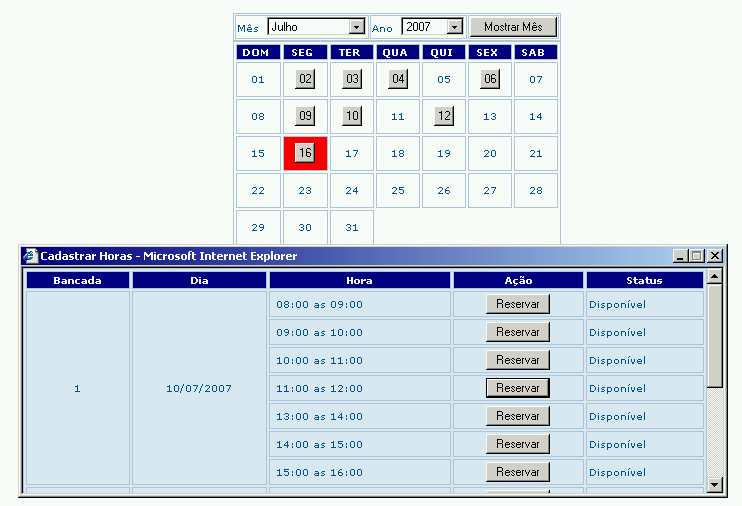 Mês Julho Ano 2007 Mostrar Mês
DOM SEG TER QUA QUI SEX SAB
01 02 03 04 05 06 07
08 09 10 11 12 13 14
15 16 17 18 19 20 21
22 23 24 25 26 27 28
29 30 31
Cadastrar Horas - Microsoft Internet Explorer
Bancada Dia Hora Ação Status
08:00 as 09:00 Reservar Disponível
09:00 as 10:00 Reservar Disponível
10:00 as 11:00 Reservar Disponível
1 10/07/2007 11:00 as 12:00 Reservar Disponível
13:00 as 14:00 Reservar Disponível
14:00 as 15:00 Reservar Disponível
15:00 as 16:00 Reservar Disponível